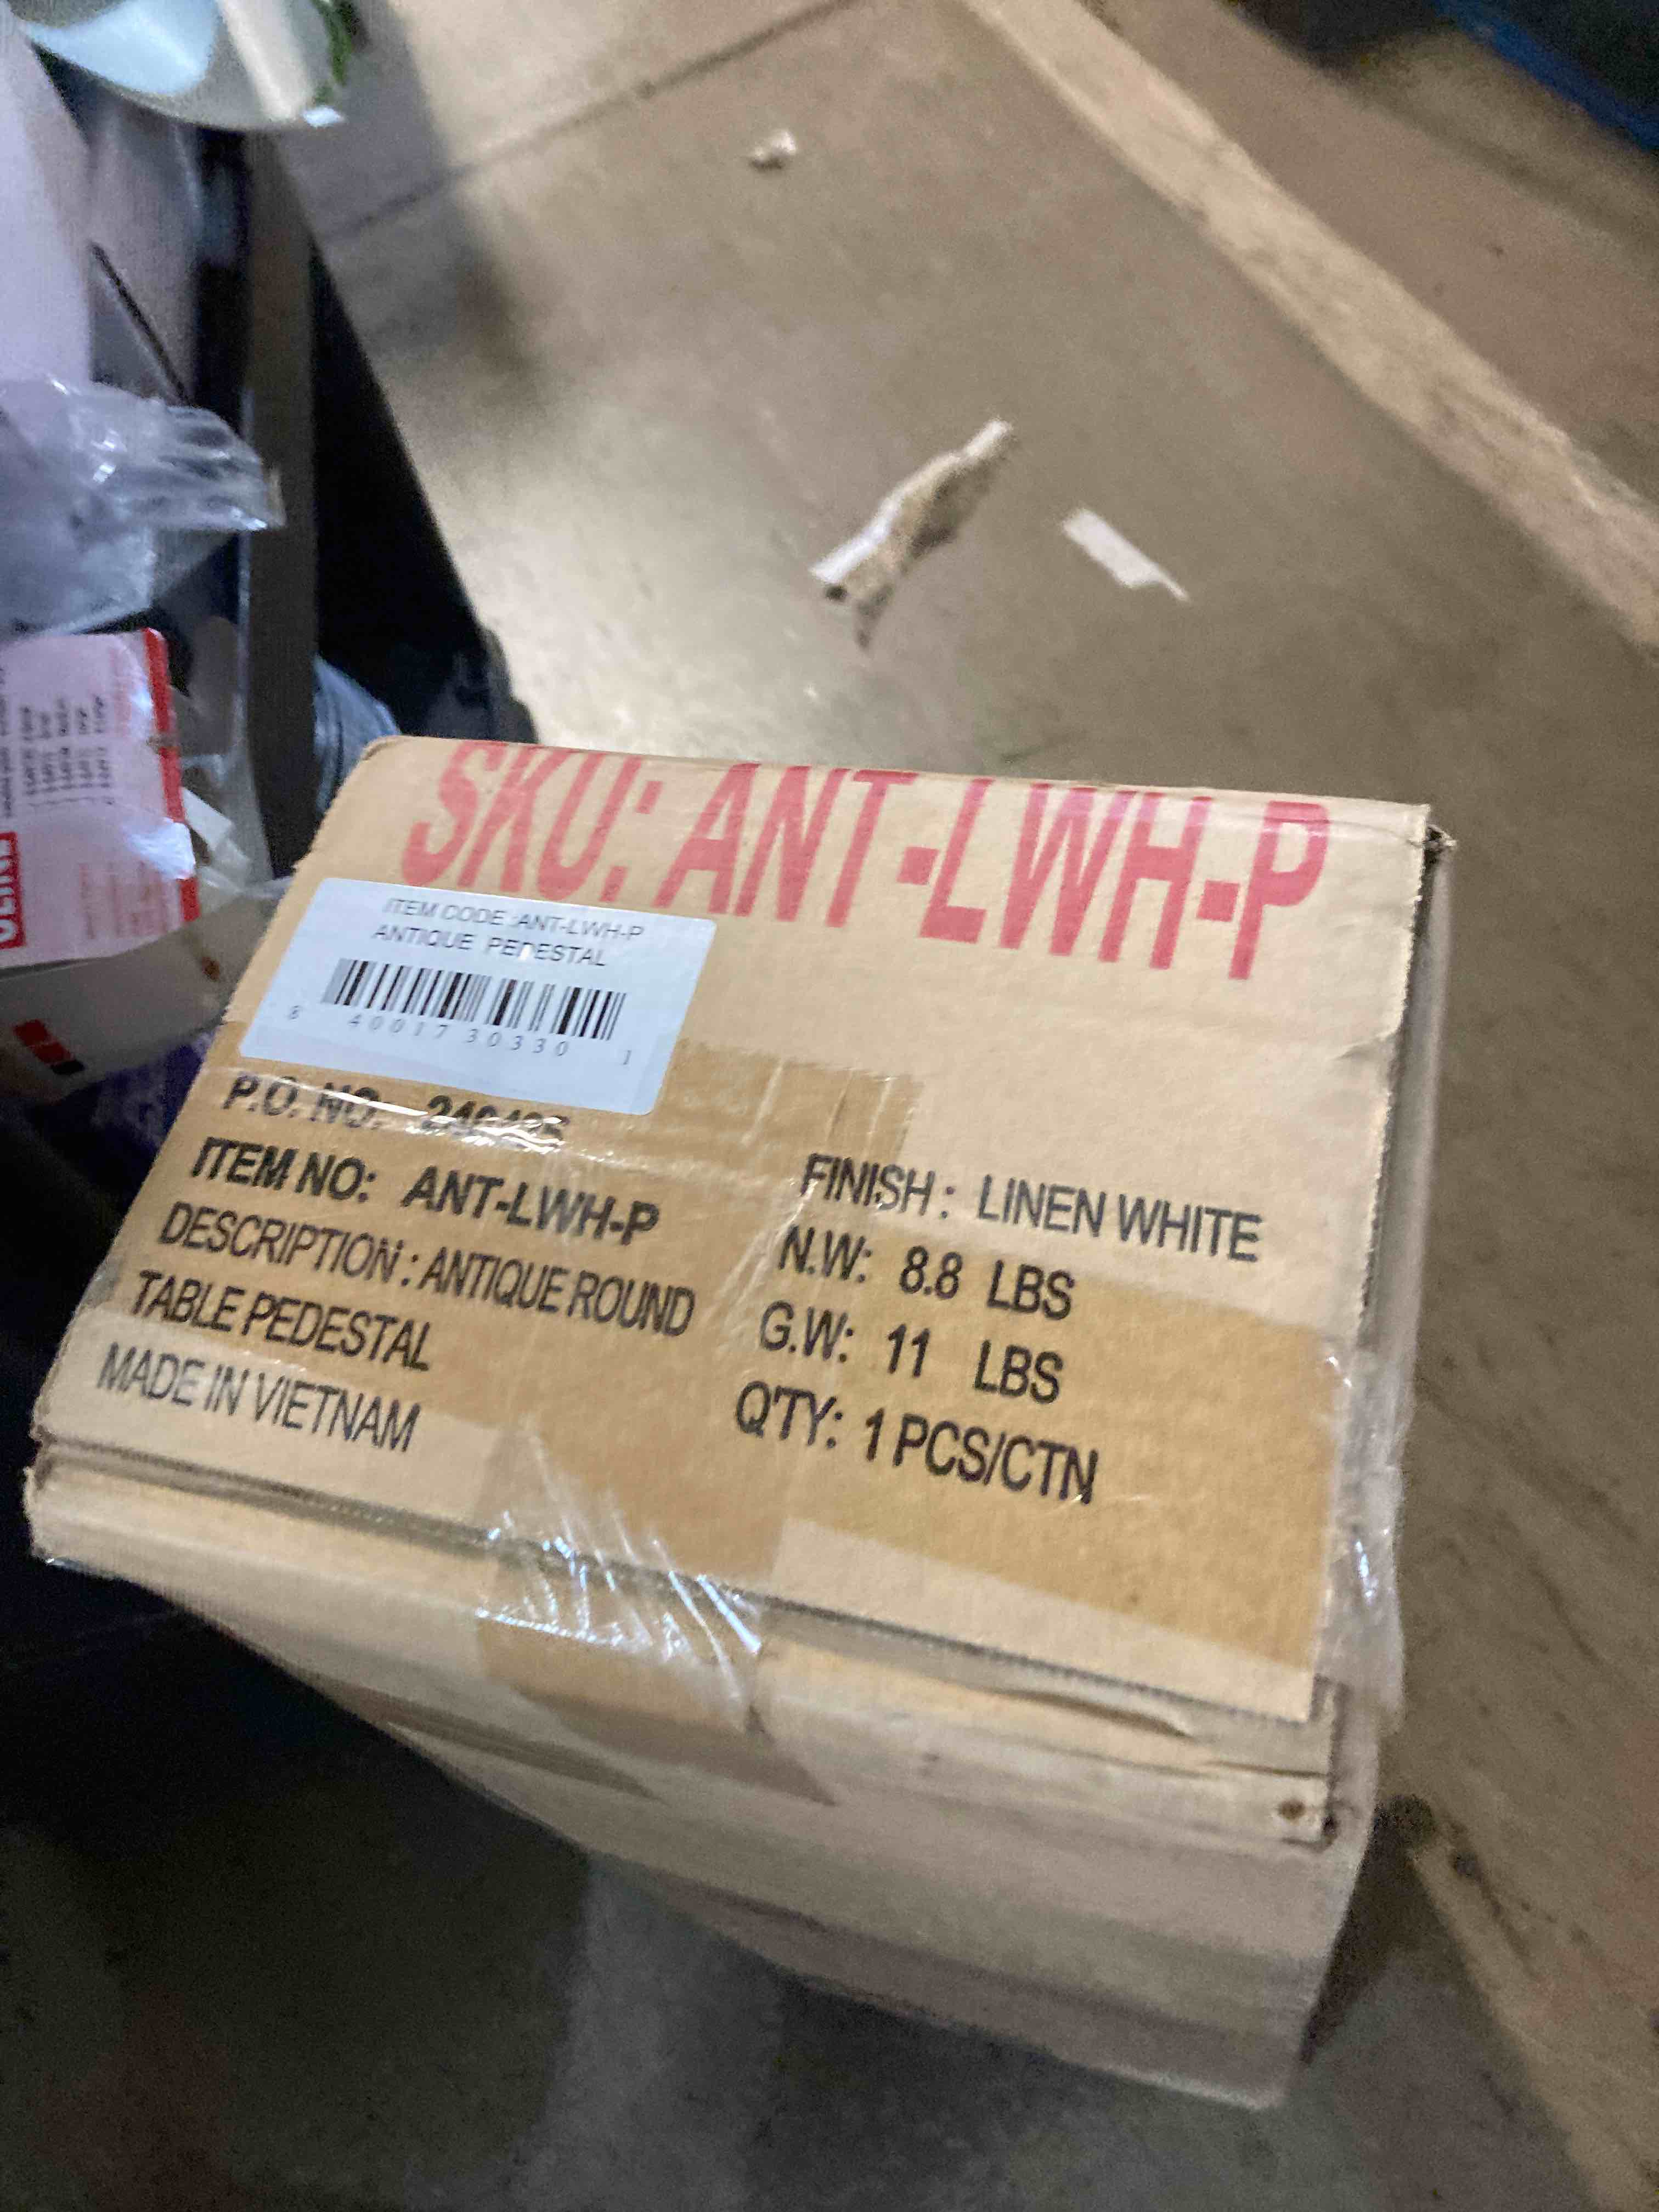 SKU: ANT-LWH-P
ITEM CODE :ANT-LWH-P
ANTIQUE PEDESTAL
8 40017 30330 1
P.O. NO:
ITEM NO: ANT-LWH-P
DESCRIPTION : ANTIQUE ROUND
TABLE PEDESTAL
MADE IN VIETNAM
FINISH : LINEN WHITE
N.W: 8.8 LBS
G.W: 11 LBS
Q'TY: 1 PCS/CTN